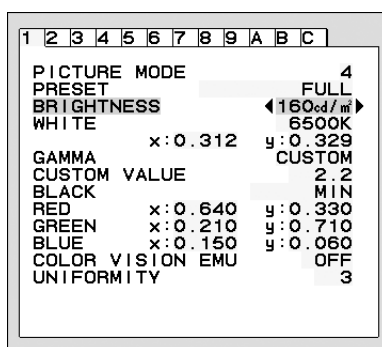 1 2 3 4 5 6 7 8 9 A B C
PICTURE MODE 4
PRESET FULL
BRIGHTNESS ◀160cd/㎡▶
WHITE 6500K
x:0.312 y:0.329
GAMMA CUSTOM
CUSTOM VALUE 2.2
BLACK MIN
RED x:0.640 y:0.330
GREEN x:0.210 y:0.710
BLUE x:0.150 y:0.060
COLOR VISION EMU OFF
UNIFORMITY 3